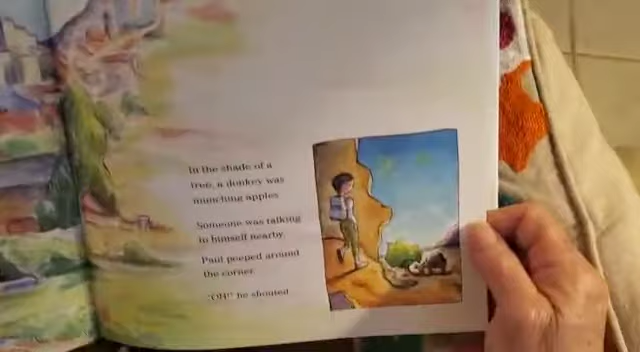 In the shade of a
tree, a donkey was
munching apples.
Someone was talking
to himself nearby.
Paul peeped around
the corner.
"OH!" he shouted